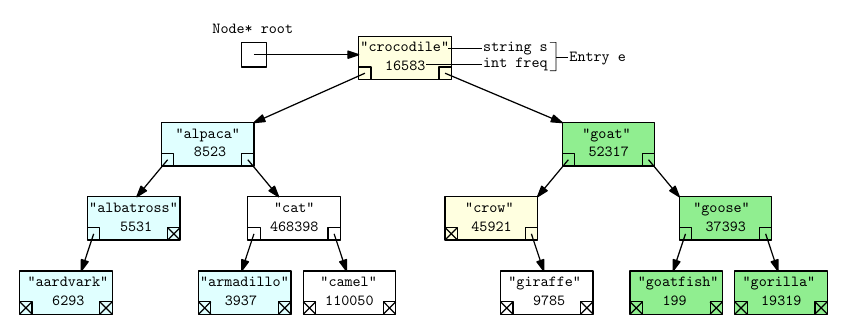 Node* root
"crocodile"
16583
string s
int freq
Entry e
"alpaca"
8523
"goat"
52317
"albatross"
5531
"cat"
468398
"crow"
45921
"goose"
37393
"aardvark"
6293
"armadillo"
3937
"camel"
110050
"giraffe"
9785
"goatfish"
199
"gorilla"
19319